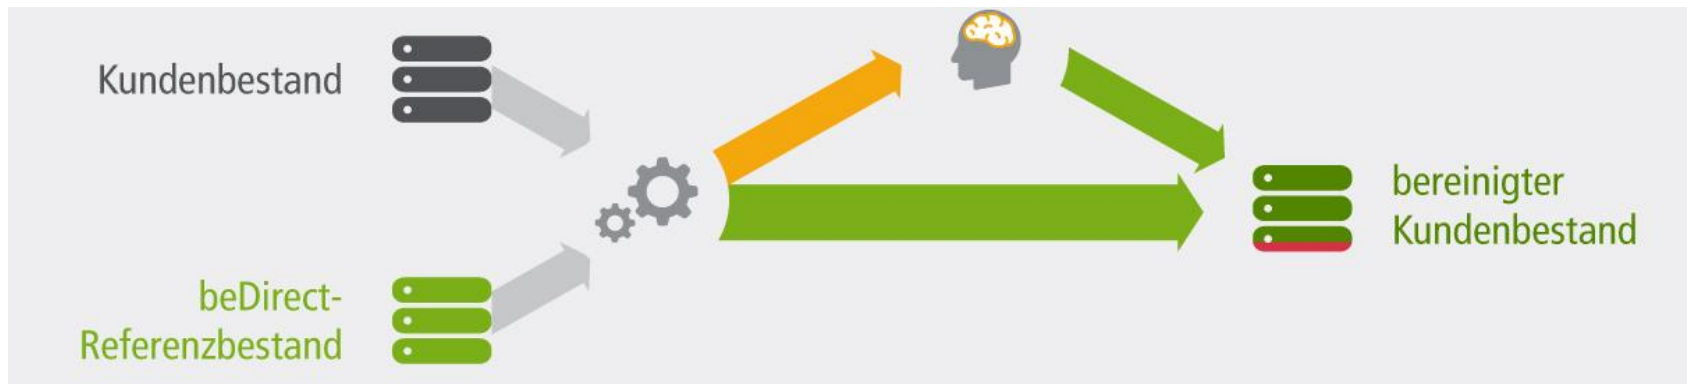 Kundenbestand
beDirect-
Referenzbestand
bereinigter
Kundenbestand